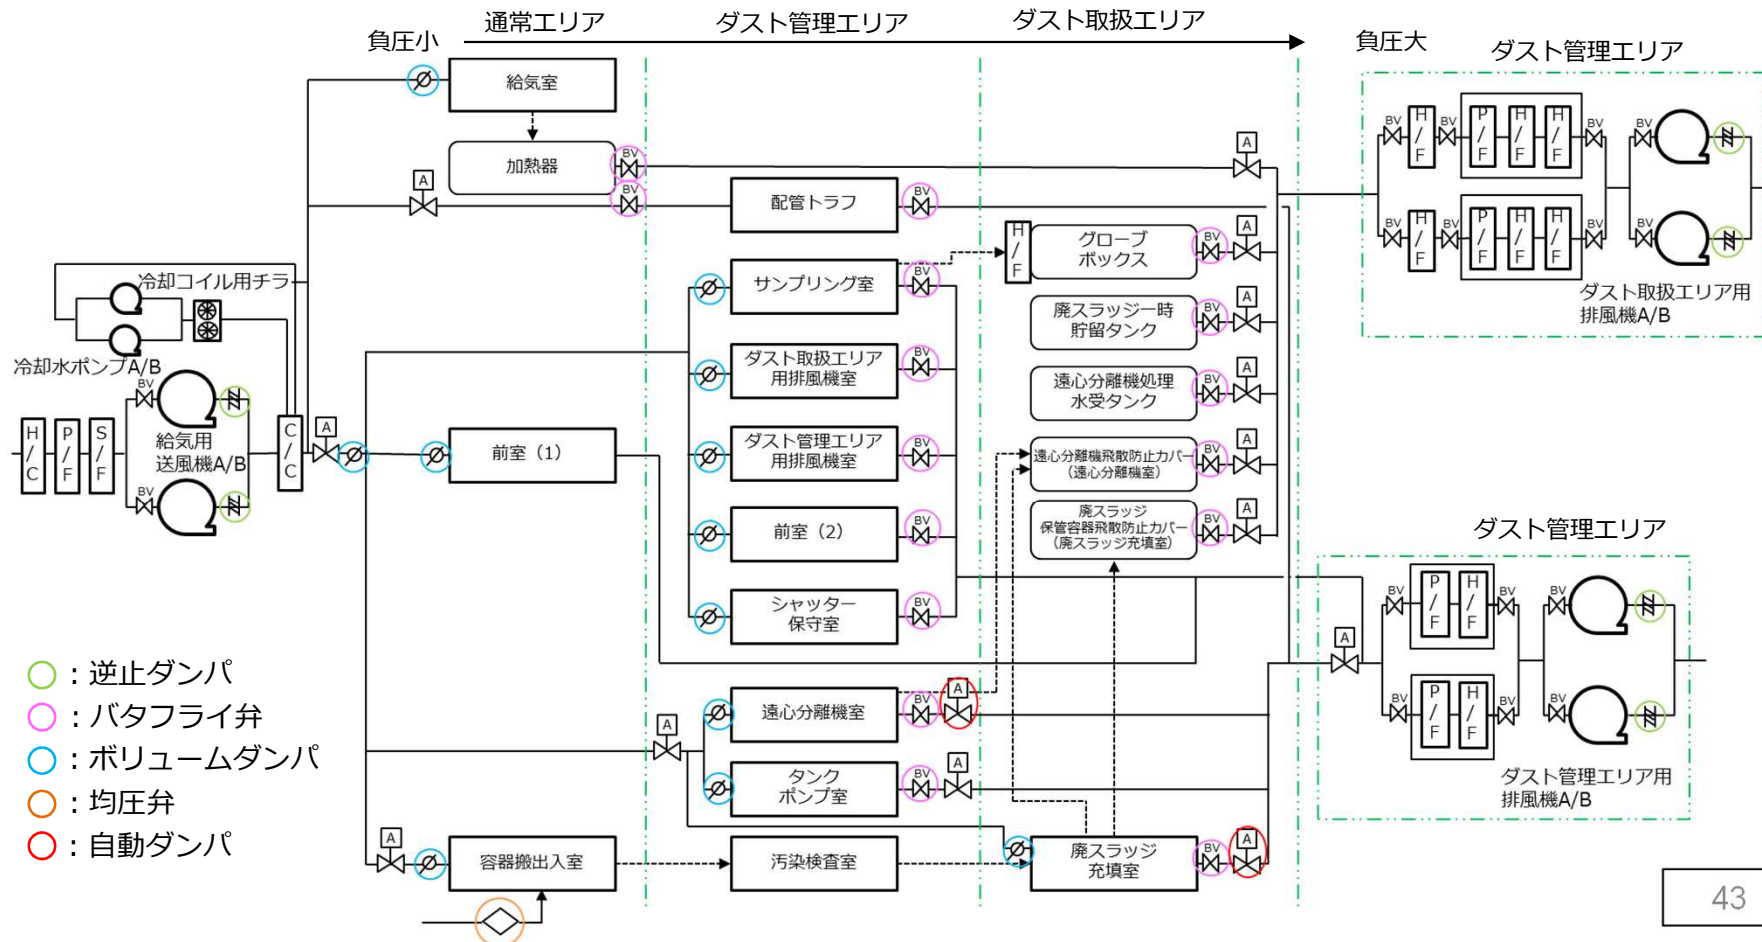 通常エリア
ダスト管理エリア
ダスト取扱エリア
負圧小
負圧大
ダスト管理エリア
給気室
加熱器
BV
BV
A
A
配管トラフ
BV
H/F
グローブ
ボックス
BV
A
サンプリング室
BV
廃スラッジ一時
貯留タンク
BV
A
ダスト取扱エリア
用排風機室
BV
遠心分離機処理
水受タンク
BV
A
ダスト管理エリア
用排風機室
BV
遠心分離機飛散防止カバー
(遠心分離機室)
BV
A
前室(2)
BV
廃スラッジ
保管容器飛散防止カバー
(廃スラッジ充填室)
BV
A
シャッター
保守室
BV
冷却コイル用チラー
冷却水ポンプA/B
BV
給気用
送風機A/B
BV
H/C
P/F
S/F
C/C
A
前室(1)
BV
H/F
BV
P/F
H/F
H/F
BV
BV
BV
H/F
BV
P/F
H/F
H/F
BV
BV
ダスト取扱エリア用
排風機A/B
ダスト管理エリア
A
BV
P/F
H/F
BV
BV
BV
P/F
H/F
BV
BV
ダスト管理エリア用
排風機A/B
A
遠心分離機室
BV
A
タンク
ポンプ室
BV
A
A
容器搬出入室
汚染検査室
廃スラッジ
充填室
BV
A
:逆止ダンパ
:バタフライ弁
:ボリュームダンパ
:均圧弁
:自動ダンパ
43